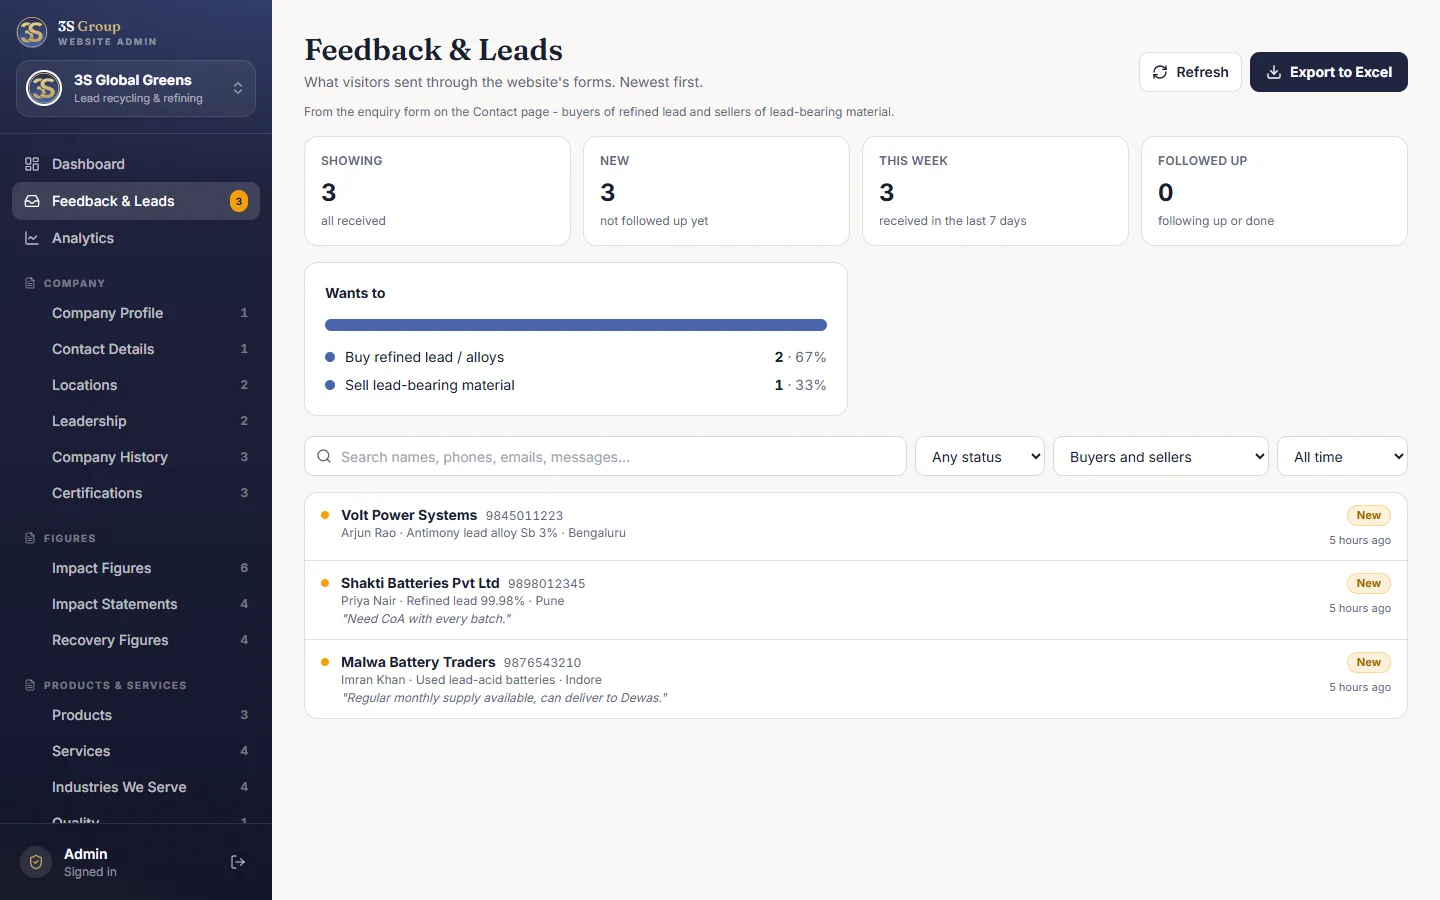 3S Group
WEBSITE ADMIN
3S Global Greens
Lead recycling & refining
Dashboard
Feedback & Leads 3
Analytics
COMPANY
Company Profile 1
Contact Details 1
Locations 2
Leadership 2
Company History 3
Certifications 3
FIGURES
Impact Figures 6
Impact Statements 4
Recovery Figures 4
PRODUCTS & SERVICES
Products 3
Services 4
Industries We Serve 4
Quality 1
Admin
Signed in
Feedback & Leads
What visitors sent through the website's forms. Newest first.
From the enquiry form on the Contact page - buyers of refined lead and sellers of lead-bearing material.
Refresh
Export to Excel
SHOWING
3
all received
NEW
3
not followed up yet
THIS WEEK
3
received in the last 7 days
FOLLOWED UP
0
following up or done
Wants to
Buy refined lead / alloys 2 · 67%
Sell lead-bearing material 1 · 33%
Search names, phones, emails, messages...
Any status
Buyers and sellers
All time
Volt Power Systems 9845011223 New
Arjun Rao · Antimony lead alloy Sb 3% · Bengaluru
5 hours ago
Shakti Batteries Pvt Ltd 9898012345 New
Priya Nair · Refined lead 99.98% · Pune
5 hours ago
"Need CoA with every batch."
Malwa Battery Traders 9876543210 New
Imran Khan · Used lead-acid batteries · Indore
5 hours ago
"Regular monthly supply available, can deliver to Dewas."